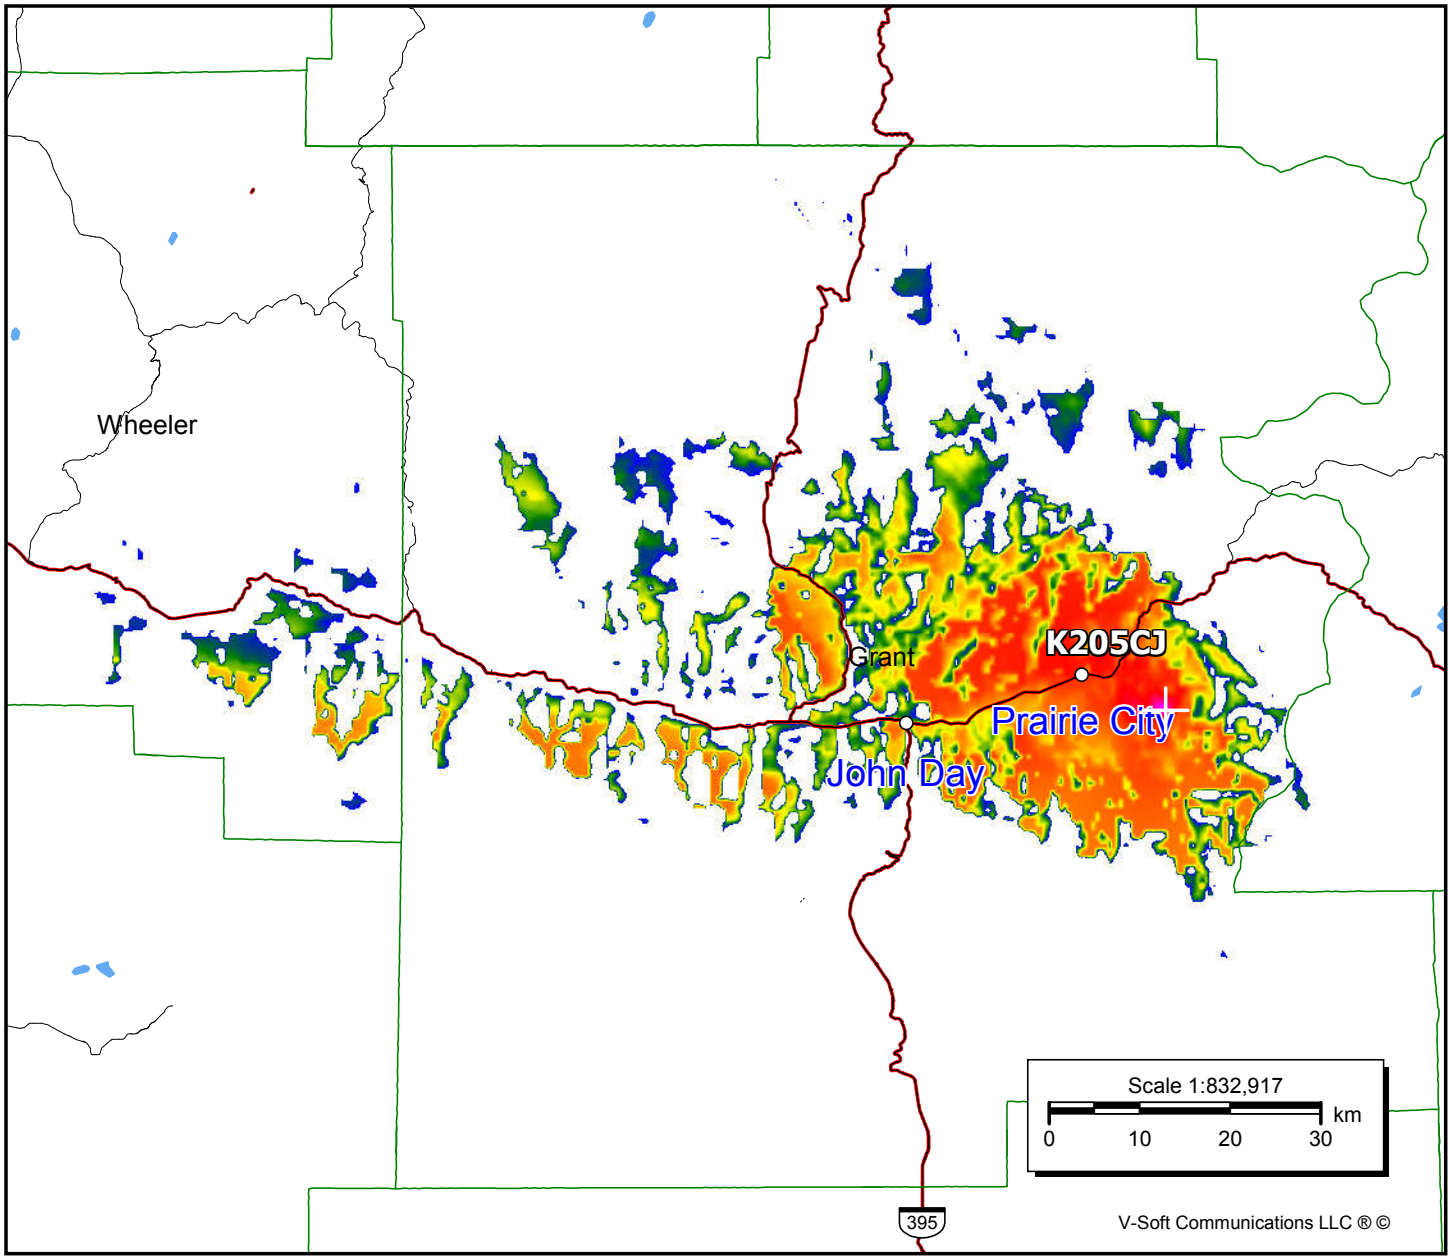 Wheeler
K205CJ
Grant
Prairie City
John Day
Scale 1:832,917
km
0 10 20 30
395
V-Soft Communications LLC ® ©